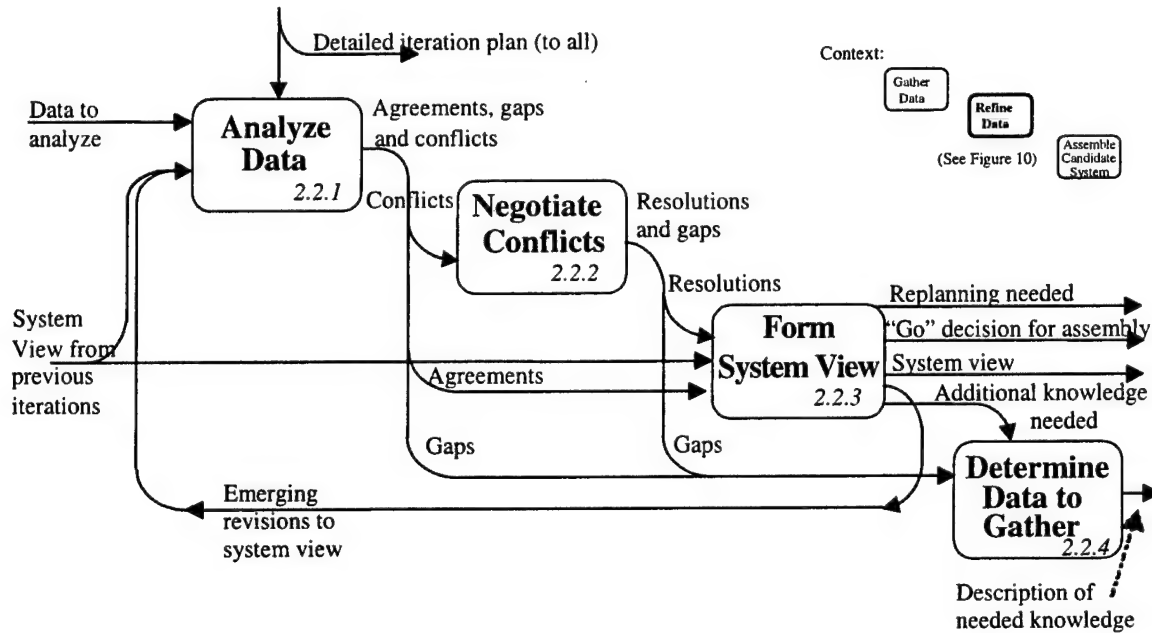 Detailed iteration plan (to all)
Context:
Gather
Data
Refine
Data
(See Figure 10)
Assemble
Candidate
System
Data to
analyze
Analyze
Data
2.2.1
Agreements, gaps
and conflicts
Conflicts
Negotiate
Conflicts
2.2.2
Resolutions
and gaps
Resolutions
System
View from
previous
iterations
Form
System View
2.2.3
Replanning needed
"Go" decision for assembly
System view
Additional knowledge
needed
Agreements
Gaps
Gaps
Determine
Data to
Gather
2.2.4
Emerging
revisions to
system view
Description of
needed knowledge